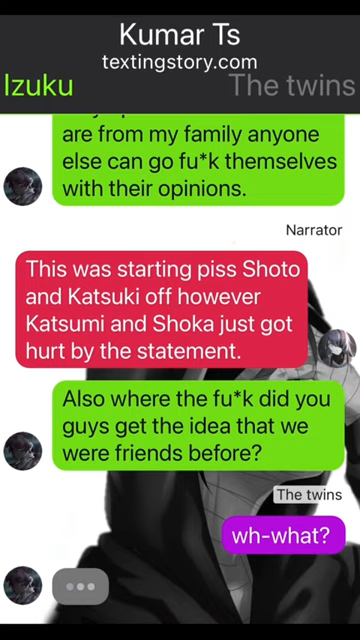 Kumar Ts
textingstory.com
Izuku
The twins
are from my family anyone
else can go fu*k themselves
with their opinions.
Narrator
This was starting piss Shoto
and Katsuki off however
Katsumi and Shoka just got
hurt by the statement.
Also where the fu*k did you
guys get the idea that we
were friends before?
The twins
wh-what?